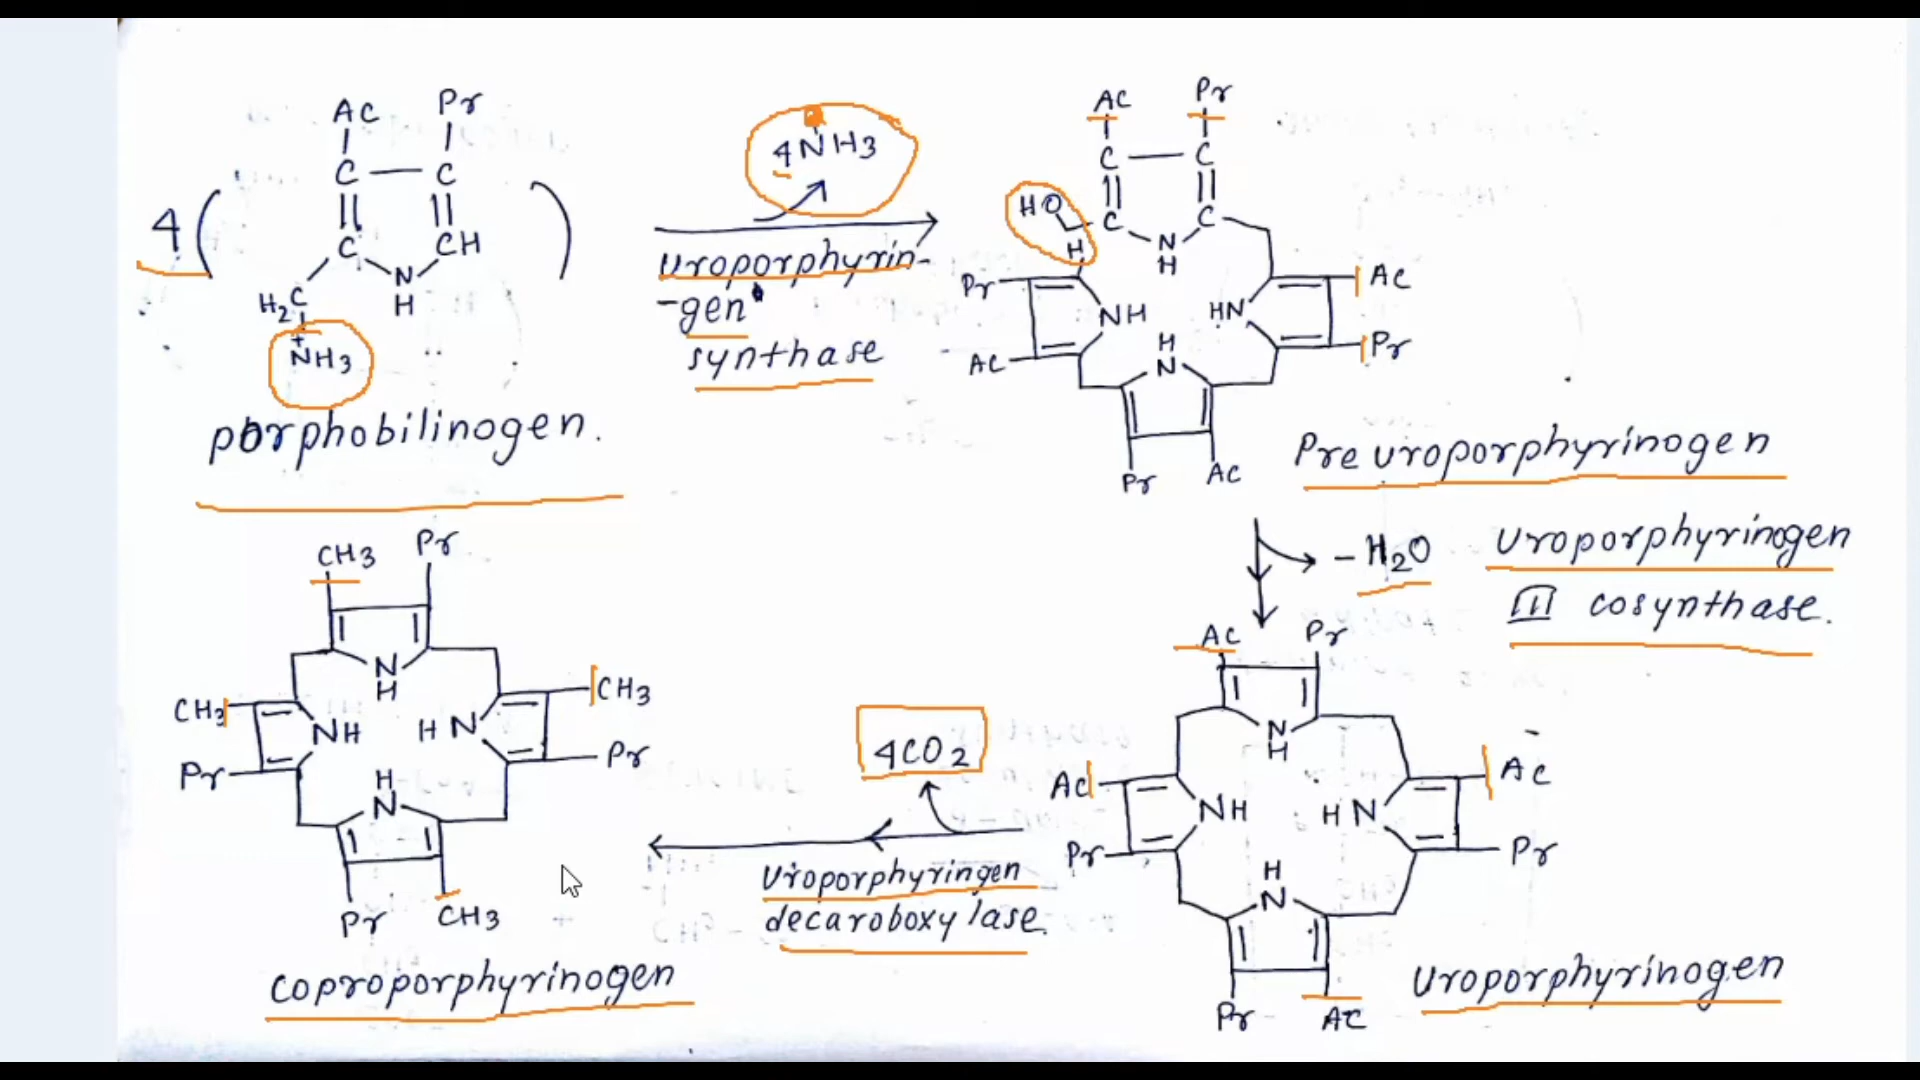 Ac Pr
C C
4( C CH )
N
H
H2C
+
NH3
porphobilinogen.
4NH3
Uroporphyrin-
-gen
synthase
Ac Pr
C C
HO C C
N
H
H
Pr Ac
NH HN
H
Ac N Pr
Pr Ac
Pre uroporphyrinogen
- H2O
Uroporphyrinogen
III cosynthase.
Ac Pr
N
H
Ac Ac
NH HN
Pr Pr
H
N
Pr Ac
Uroporphyrinogen
4CO2
Uroporphyringen
decaroboxylase.
CH3 Pr
N
H
CH3 CH3
NH HN
Pr Pr
H
N
Pr CH3
Coproporphyrinogen